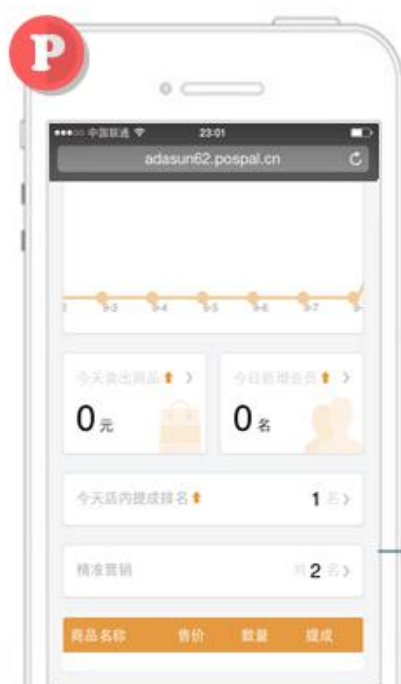 P
中国联通 23:01
adasun62.pospal.cn
9-3 9-4 9-5 9-6 9-7
今天卖出商品 今日新增会员
0元 0名
今天店内提成排名 1名
精准营销 共2名
商品名称 售价 数量 提成